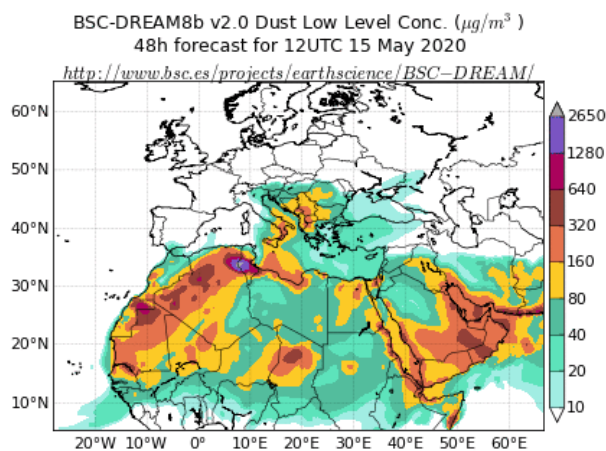 BSC-DREAM8b v2.0 Dust Low Level Conc. (μg/m³ )
48h forecast for 12UTC 15 May 2020
http://www.bsc.es/projects/earthscience/BSC−DREAM/
60°N
50°N
40°N
30°N
20°N
10°N
20°W 10°W 0° 10°E 20°E 30°E 40°E 50°E 60°E
2650
1280
640
320
160
80
40
20
10